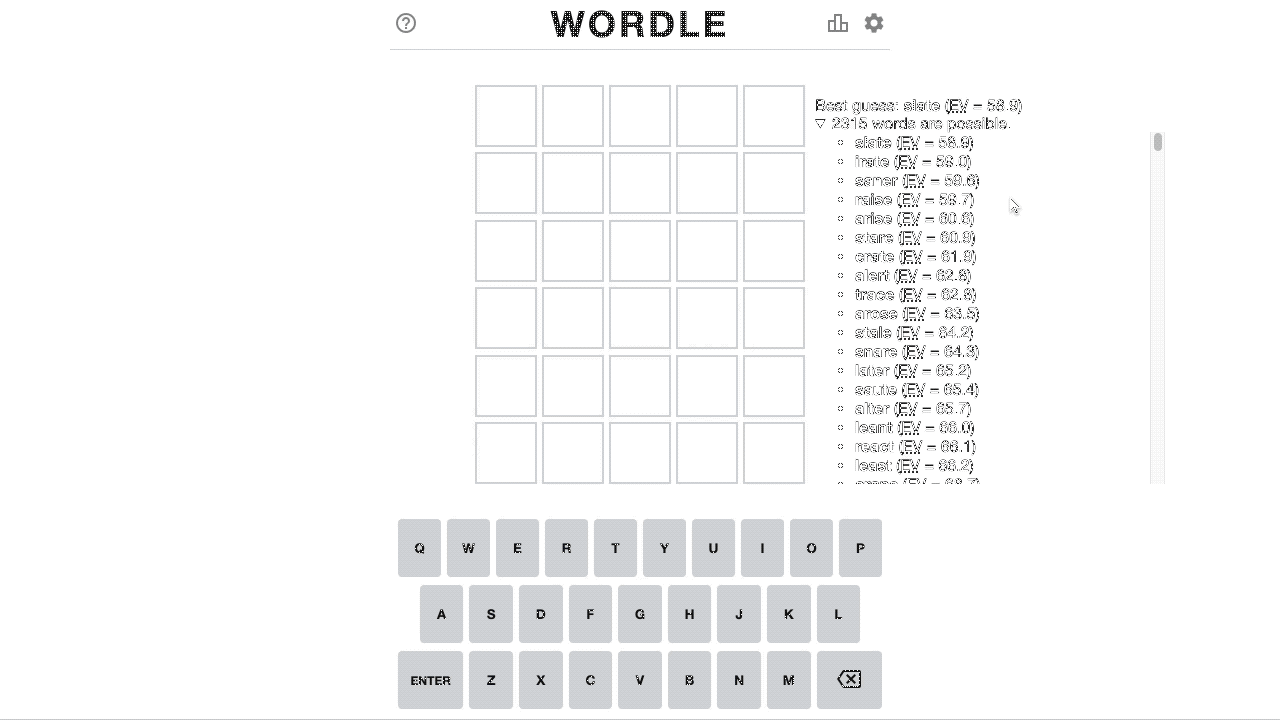 WORDLE
Best guess: slate (EV = 58.9)
▽ 2315 words are possible.
slate (EV = 58.9)
irate (EV = 59.0)
saner (EV = 59.6)
raise (EV = 59.7)
arise (EV = 60.6)
stare (EV = 60.9)
crate (EV = 61.9)
alert (EV = 62.8)
trace (EV = 62.8)
arose (EV = 63.5)
stale (EV = 64.2)
snare (EV = 64.3)
later (EV = 65.2)
saute (EV = 65.4)
alter (EV = 65.7)
leant (EV = 66.0)
react (EV = 66.1)
least (EV = 66.2)
Q W E R T Y U I O P
A S D F G H J K L
ENTER Z X C V B N M